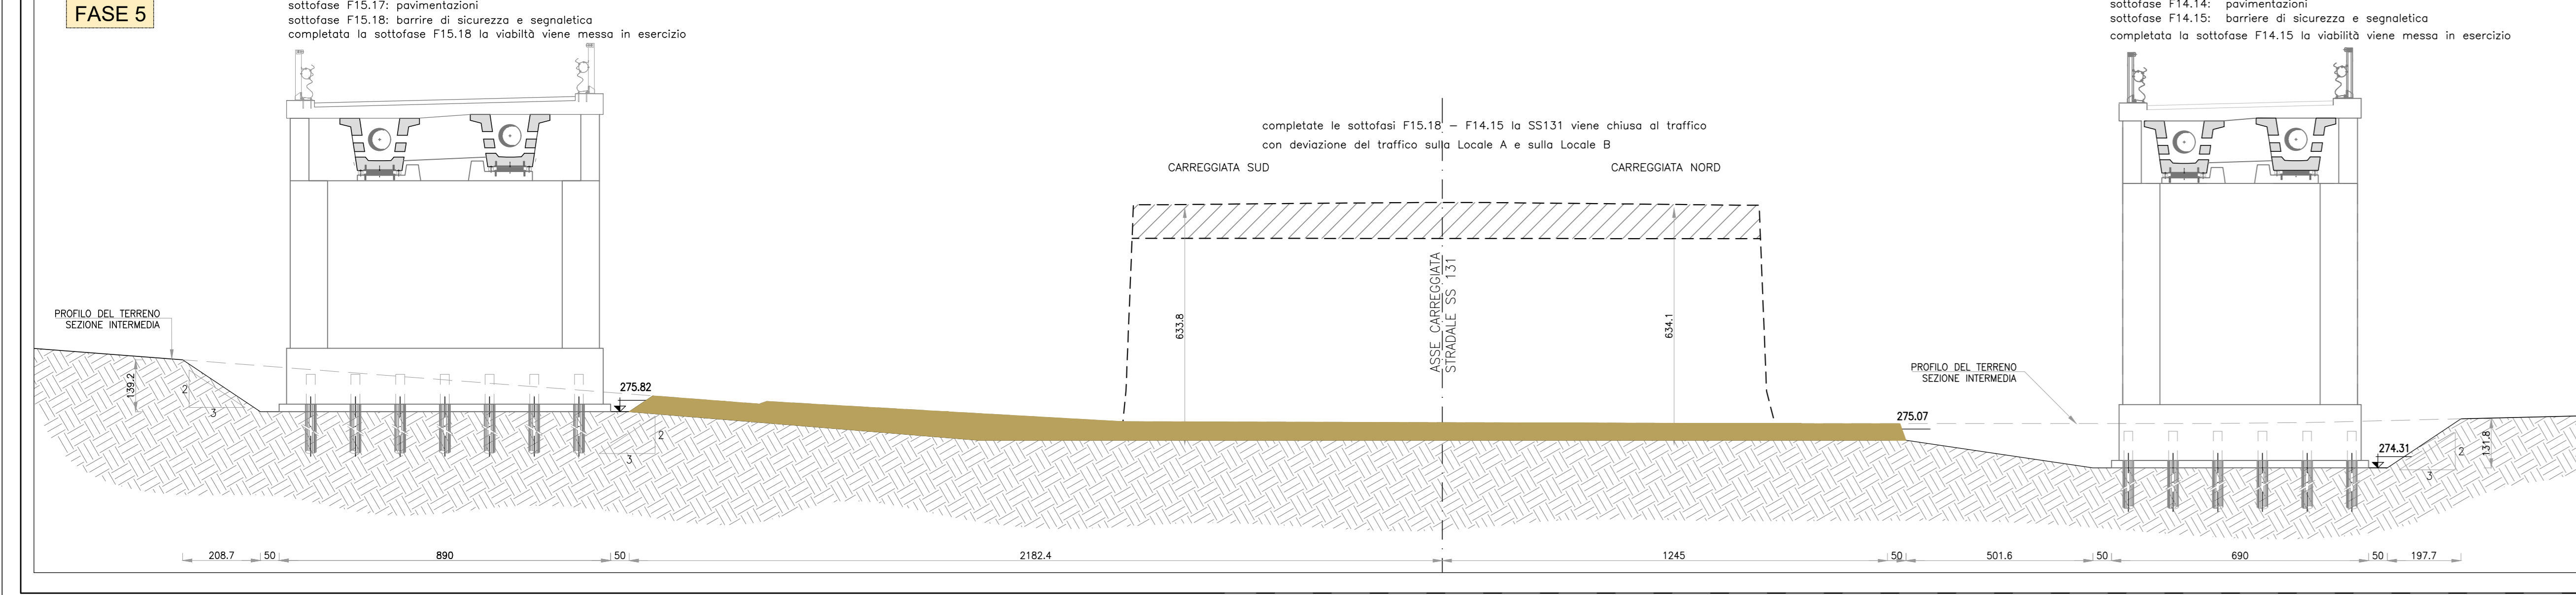 FASE 5
sottofase F15.17: pavimentazioni
sottofase F15.18: barrire di sicurezza e segnaletica
completata la sottofase F15.18 la viabiltà viene messa in esercizio
sottofase F14.14: pavimentazioni
sottofase F14.15: barriere di sicurezza e segnaletica
completata la sottofase F14.15 la viabilità viene messa in esercizio
completate le sottofasi F15.18 – F14.15 la SS131 viene chiusa al traffico
con deviazione del traffico sulla Locale A e sulla Locale B
CARREGGIATA SUD
CARREGGIATA NORD
ASSE CARREGGIATA
STRADALE SS 131
633.8
634.1
PROFILO DEL TERRENO
SEZIONE INTERMEDIA
139.2
2
3
275.82
2
3
PROFILO DEL TERRENO
SEZIONE INTERMEDIA
275.07
274.31
2
3
131.8
208.7
50
890
50
2182.4
1245
50
501.6
50
690
50
197.7